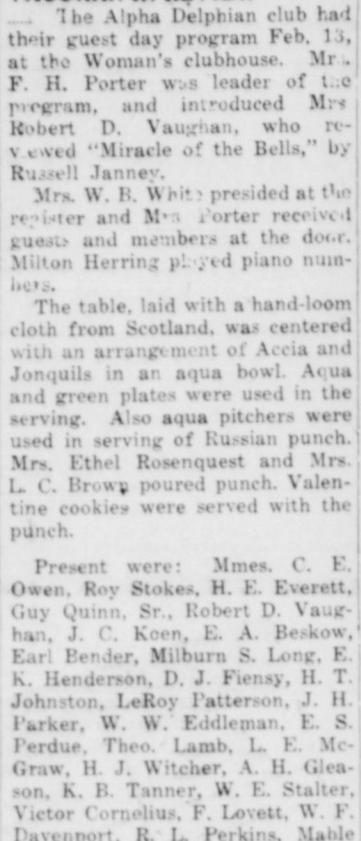 The Alpha Delphian club had
their guest day program Feb. 13,
at the Woman's clubhouse. Mrs.
F. H. Porter was leader of the
program, and introduced Mrs
Robert D. Vaughan, who re-
viewed "Miracle of the Bells," by
Russell Janney.
Mrs. W. B. White presided at the
register and Mrs Porter received
guests and members at the door.
Milton Herring played piano num-
bers.
The table, laid with a hand-loom
cloth from Scotland, was centered
with an arrangement of Accia and
Jonquils in an aqua bowl. Aqua
and green plates were used in the
serving. Also aqua pitchers were
used in serving of Russian punch.
Mrs. Ethel Rosenquest and Mrs.
L. C. Brown poured punch. Valen-
tine cookies were served with the
punch.
Present were: Mmes. C. E.
Owen, Roy Stokes, H. E. Everett,
Guy Quinn, Sr., Robert D. Vaug-
han, J. C. Koen, E. A. Beskow,
Earl Bender, Milburn S. Long, E.
K. Henderson, D. J. Fiensy, H. T.
Johnston, LeRoy Patterson, J. H.
Parker, W. W. Eddleman, E. S.
Perdue, Theo. Lamb, L. E. Mc-
Graw, H. J. Witcher, A. H. Glea-
son, K. B. Tanner, W. E. Stalter,
Victor Cornelius, F. Lovett, W. F.
Davenport, R. L. Perkins, Mable